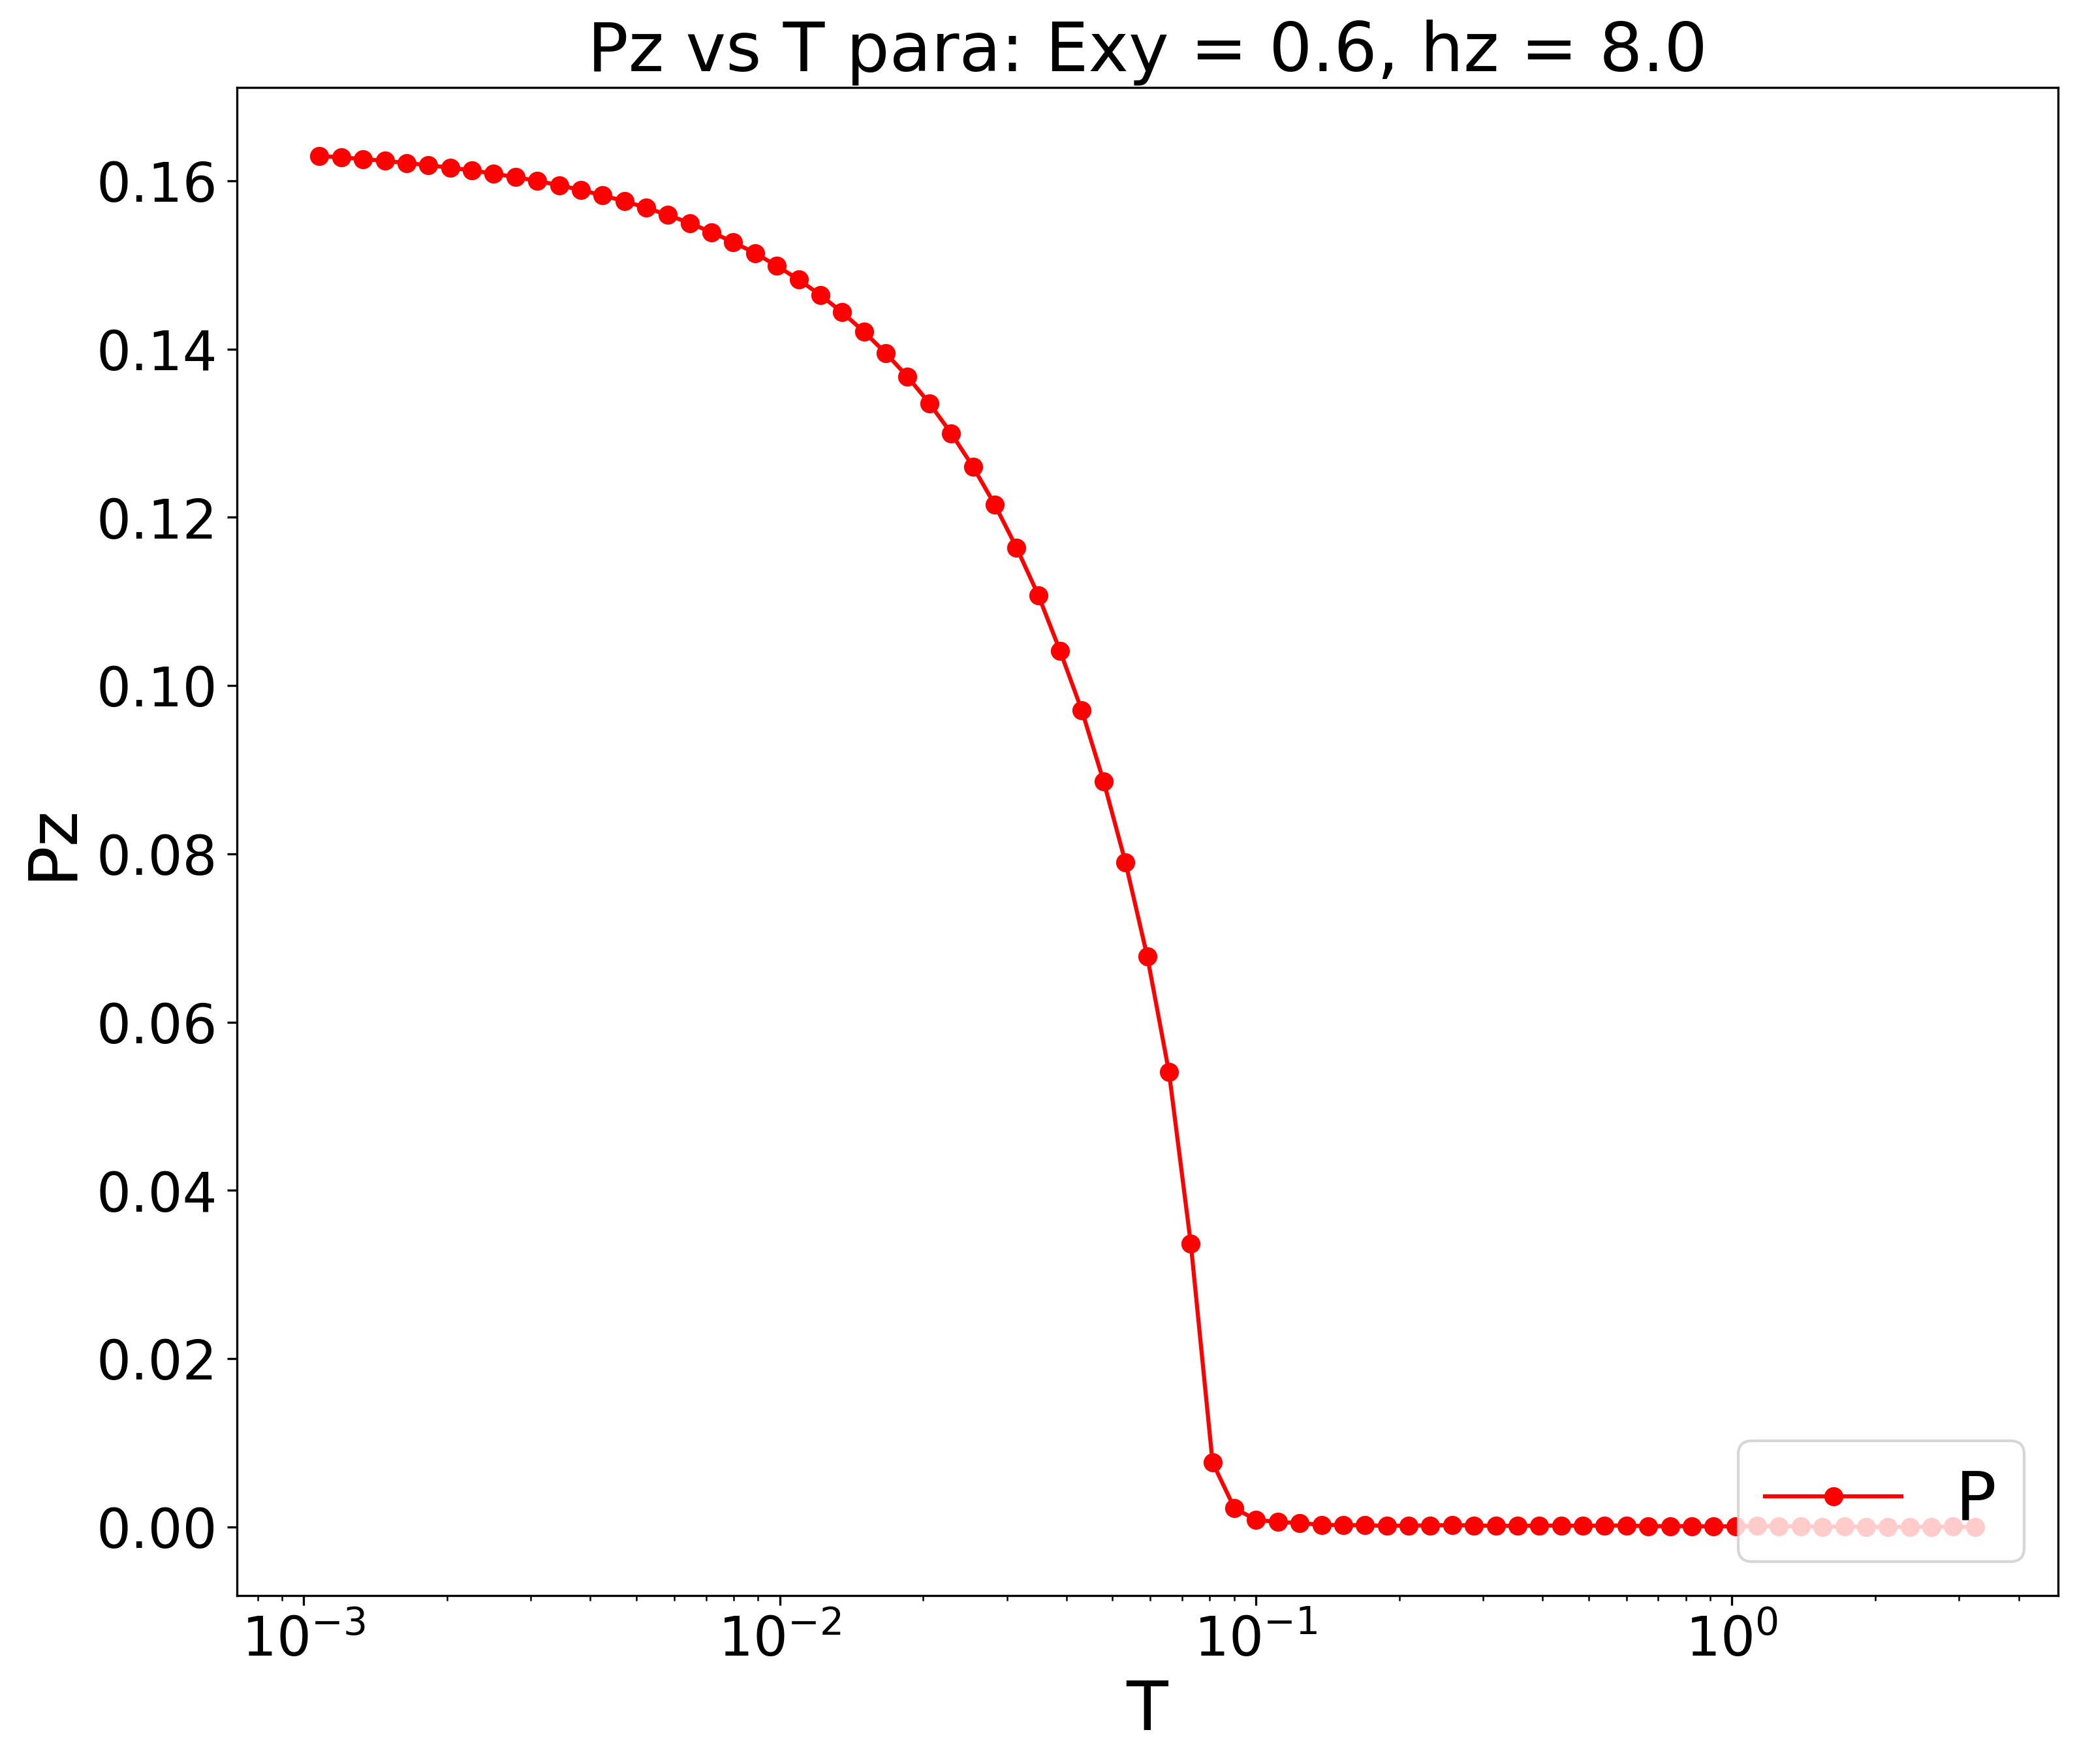 Pz vs T para: Exy = 0.6, hz = 8.0
Pz
0.16
0.14
0.12
0.10
0.08
0.06
0.04
0.02
0.00
P
10⁻³ 10⁻² 10⁻¹ 10⁰
T